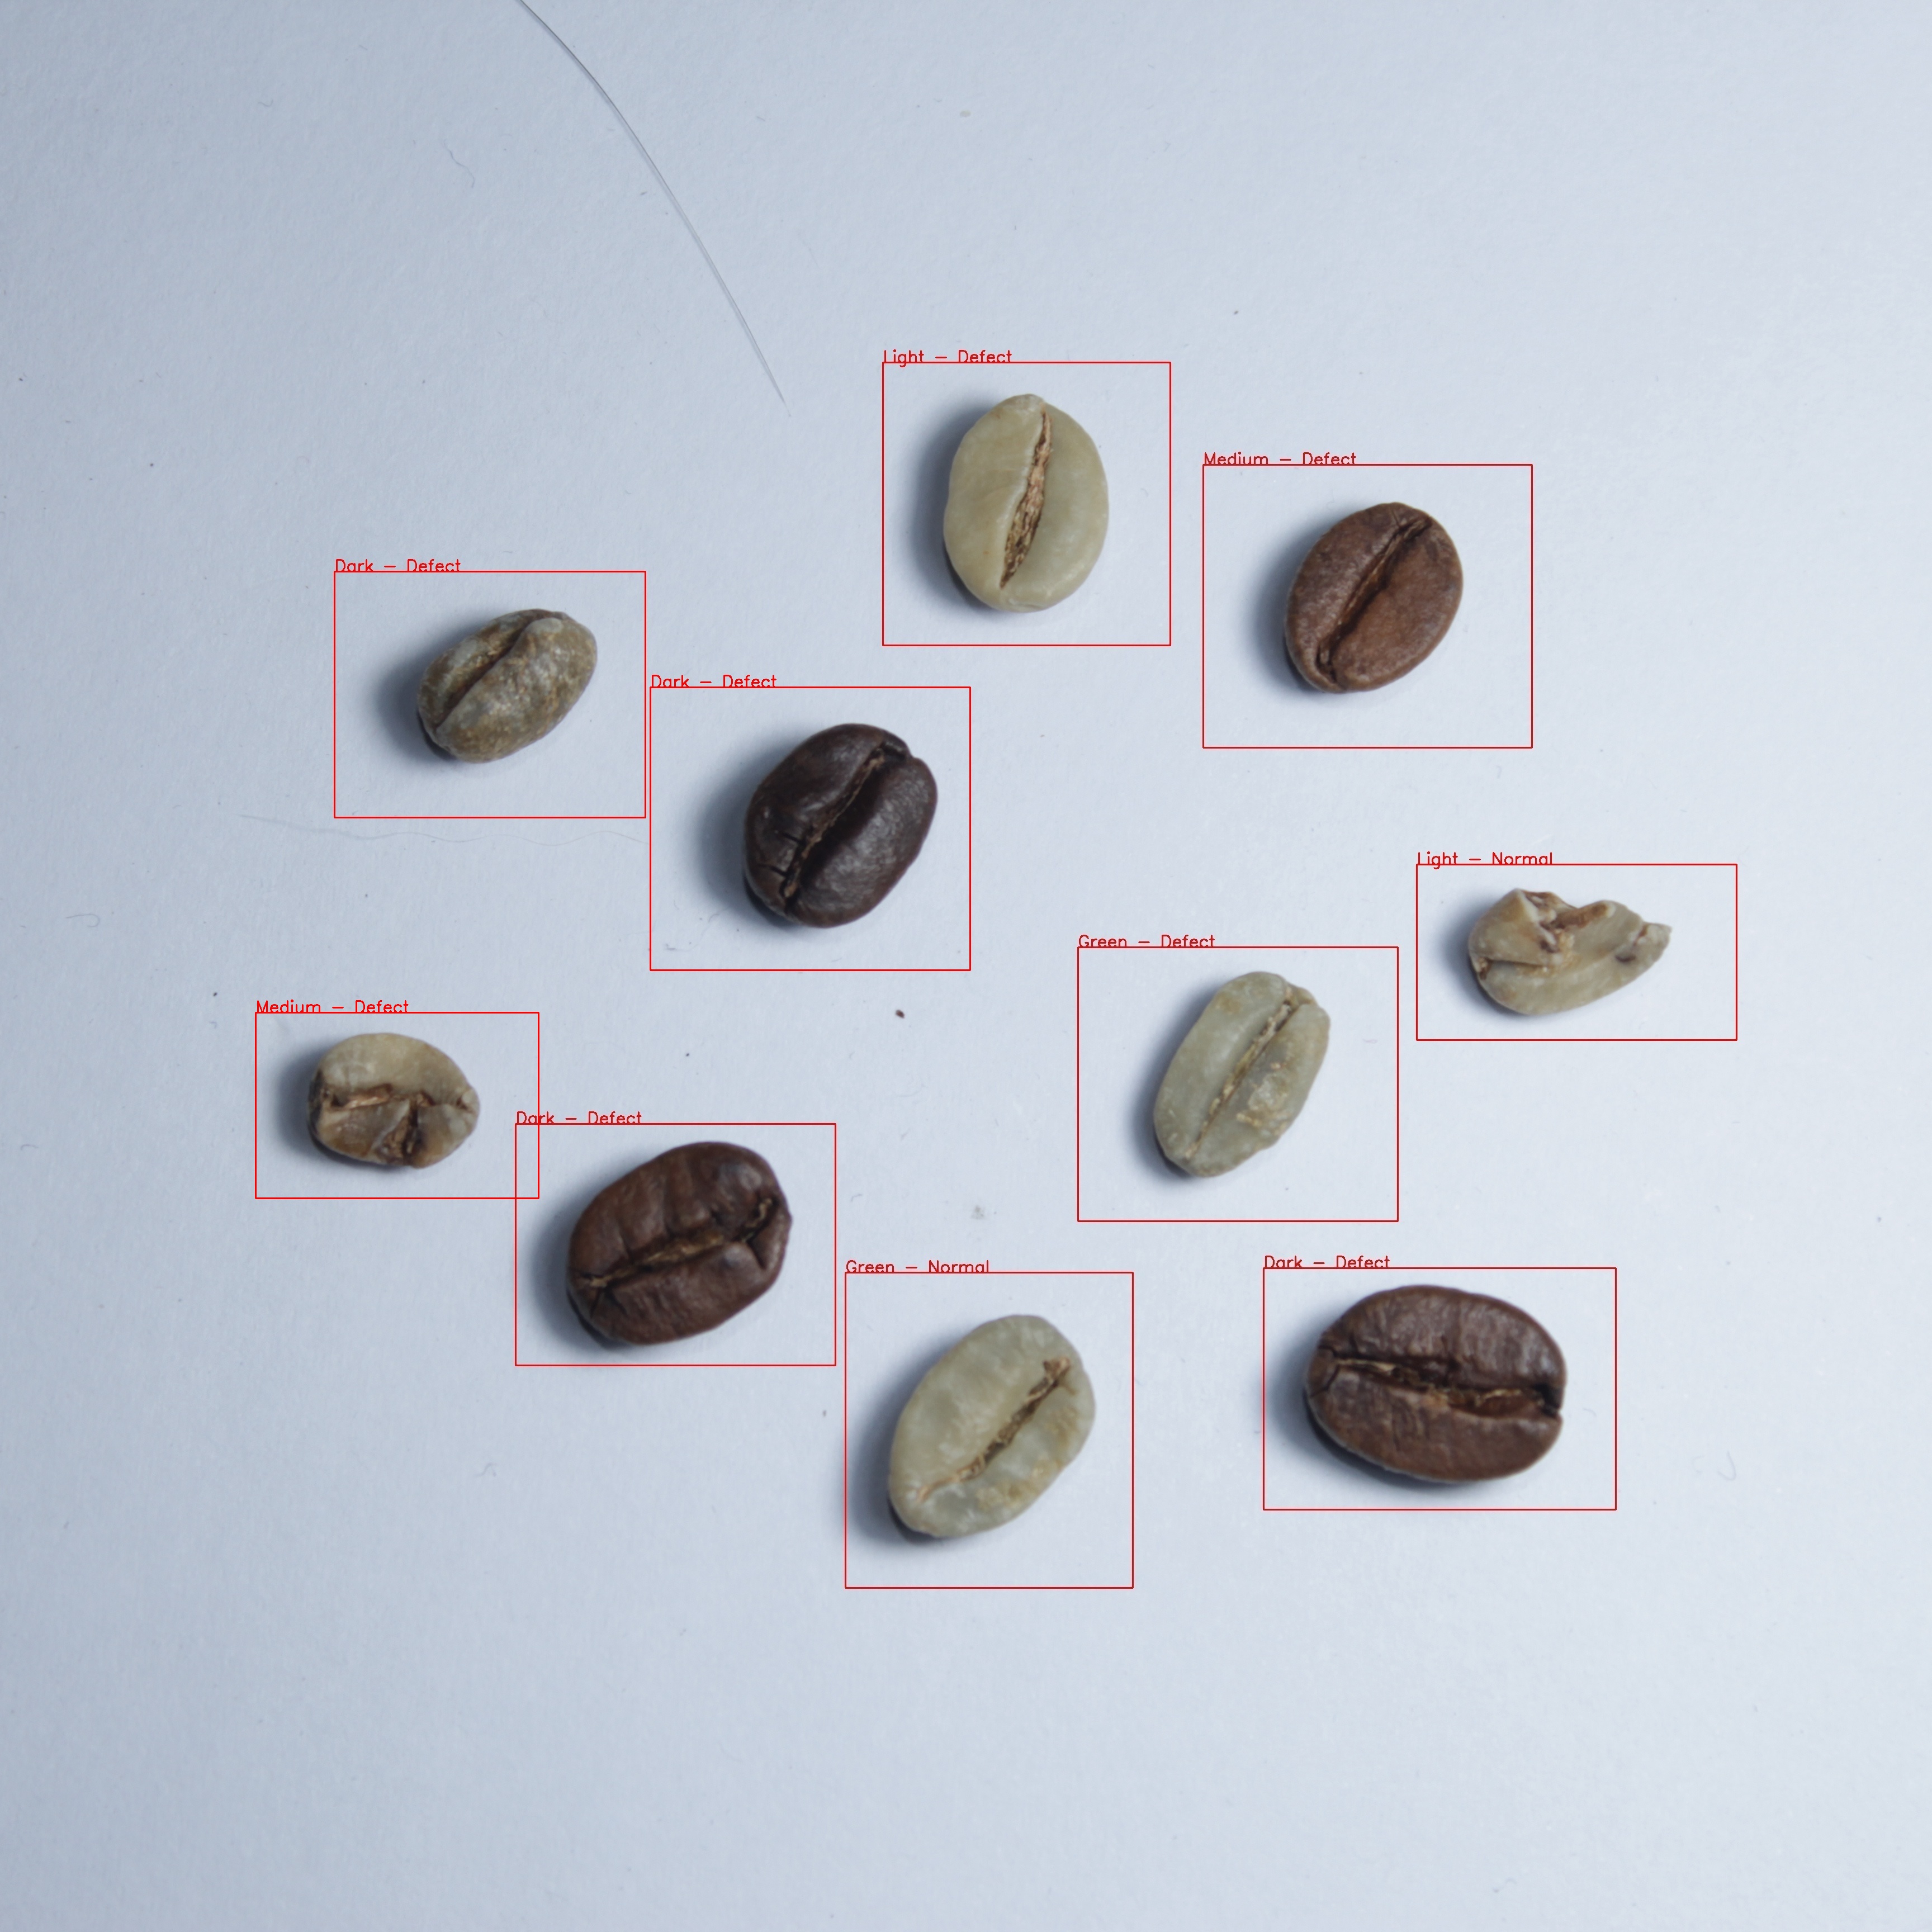 Light - Defect
Medium - Defect
Dark - Defect
Dark - Defect
Light - Normal
Green - Defect
Medium - Defect
Dark - Defect
Green - Normal
Dark - Defect